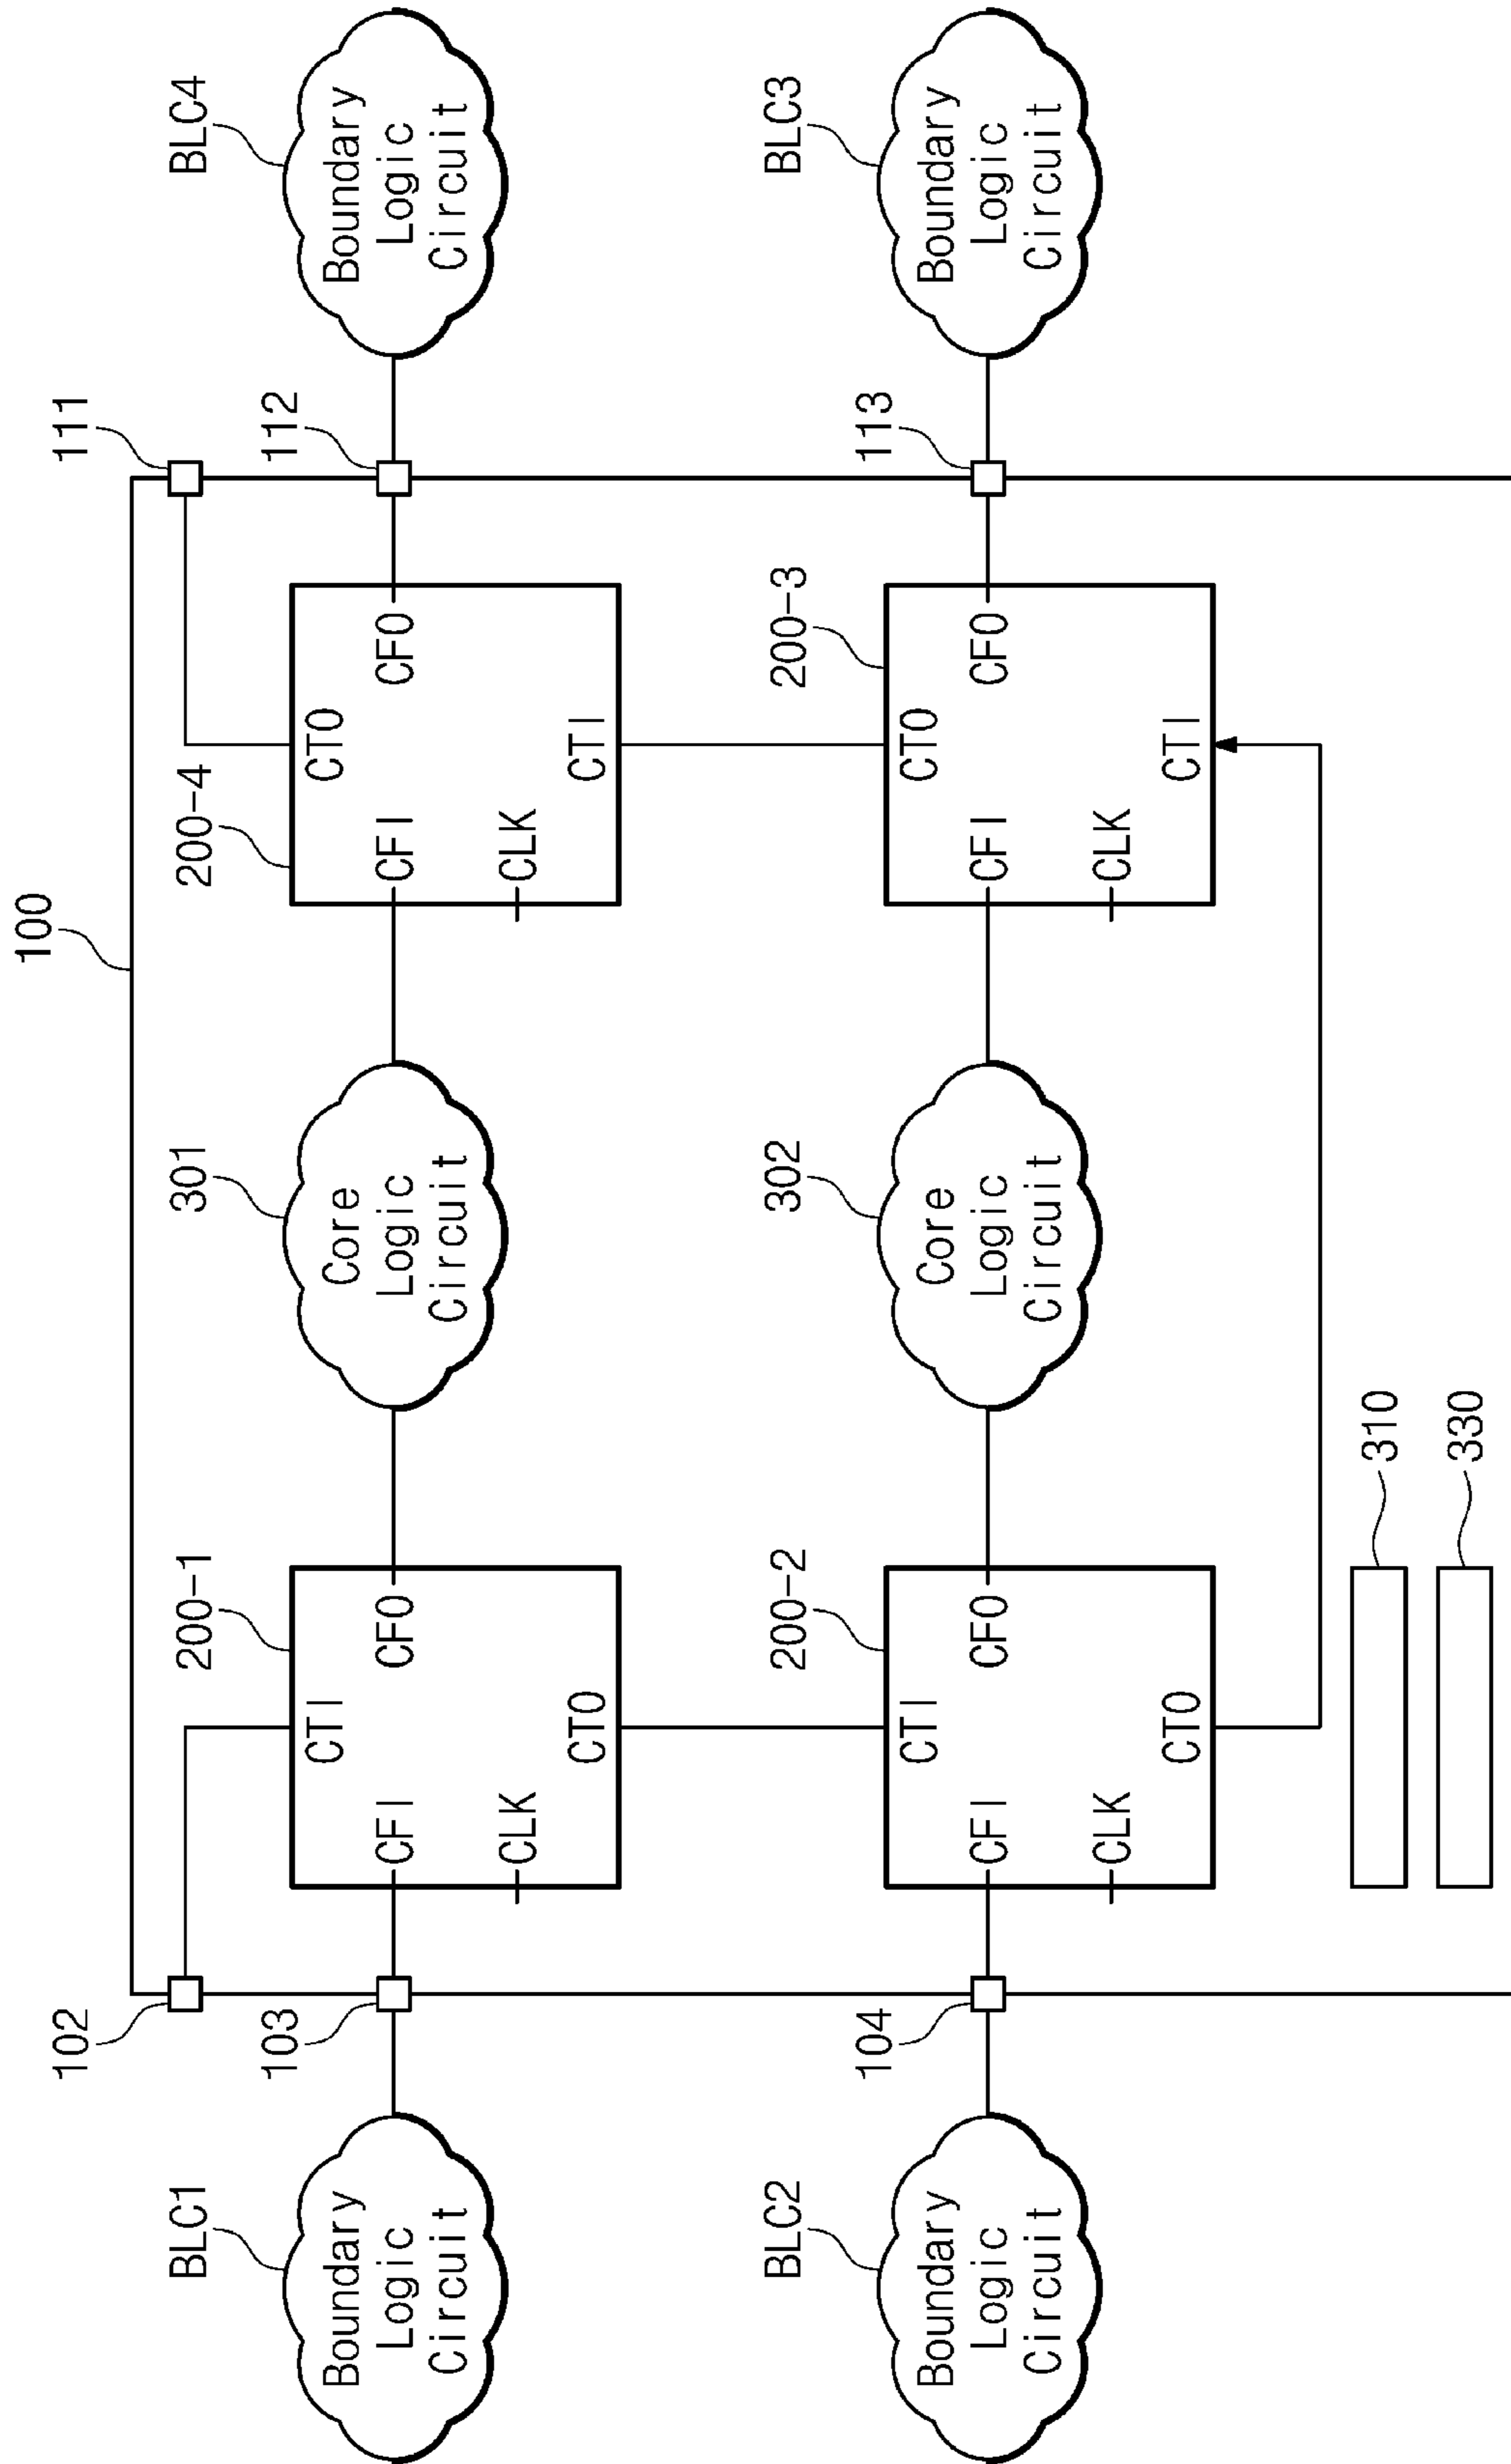 100
102
111
BLC1
301
BLC4
200-1
200-4
103
112
Boundary
Logic
Circuit
CTI
CFI
CFO
CLK
CTO
Core
Logic
Circuit
CTO
CFI
CFO
CLK
CTI
Boundary
Logic
Circuit
BLC2
302
BLC3
200-2
200-3
104
113
Boundary
Logic
Circuit
CTI
CFI
CFO
CLK
CTO
Core
Logic
Circuit
CTO
CFI
CFO
CLK
CTI
Boundary
Logic
Circuit
310
330